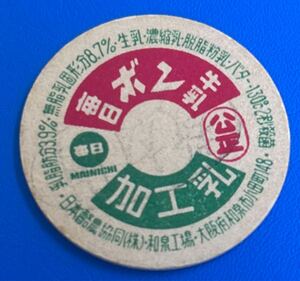 毎日ボン牛乳
公正
毎日
MAINICHI
加工乳
無脂乳固形分8.7%・生乳・濃縮乳・脱脂粉乳・バター・130℃2秒殺菌
乳脂肪分3.9%
日本酪農協同(株)・和泉工場・大阪府和泉市小田町